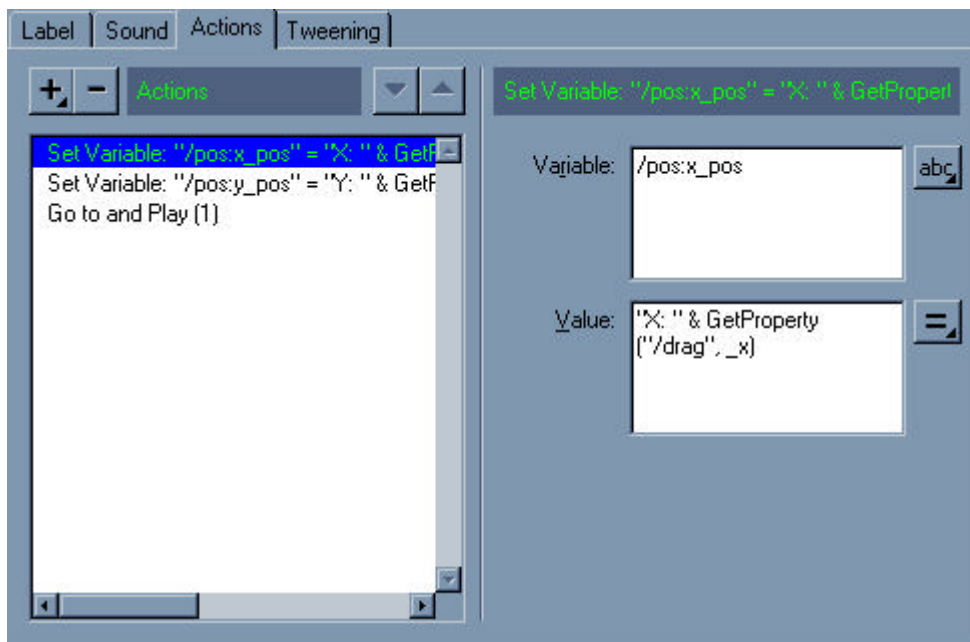 Label
Sound
Actions
Tweening
+
−
Actions
Set Variable: "/pos:x_pos" = "X: " & GetPropert
Set Variable: "/pos:x_pos" = "X: " & GetF
Set Variable: "/pos:y_pos" = "Y: " & GetF
Go to and Play (1)
Variable:
/pos:x_pos
abc
Value:
"X: " & GetProperty
("/drag", _x)
=